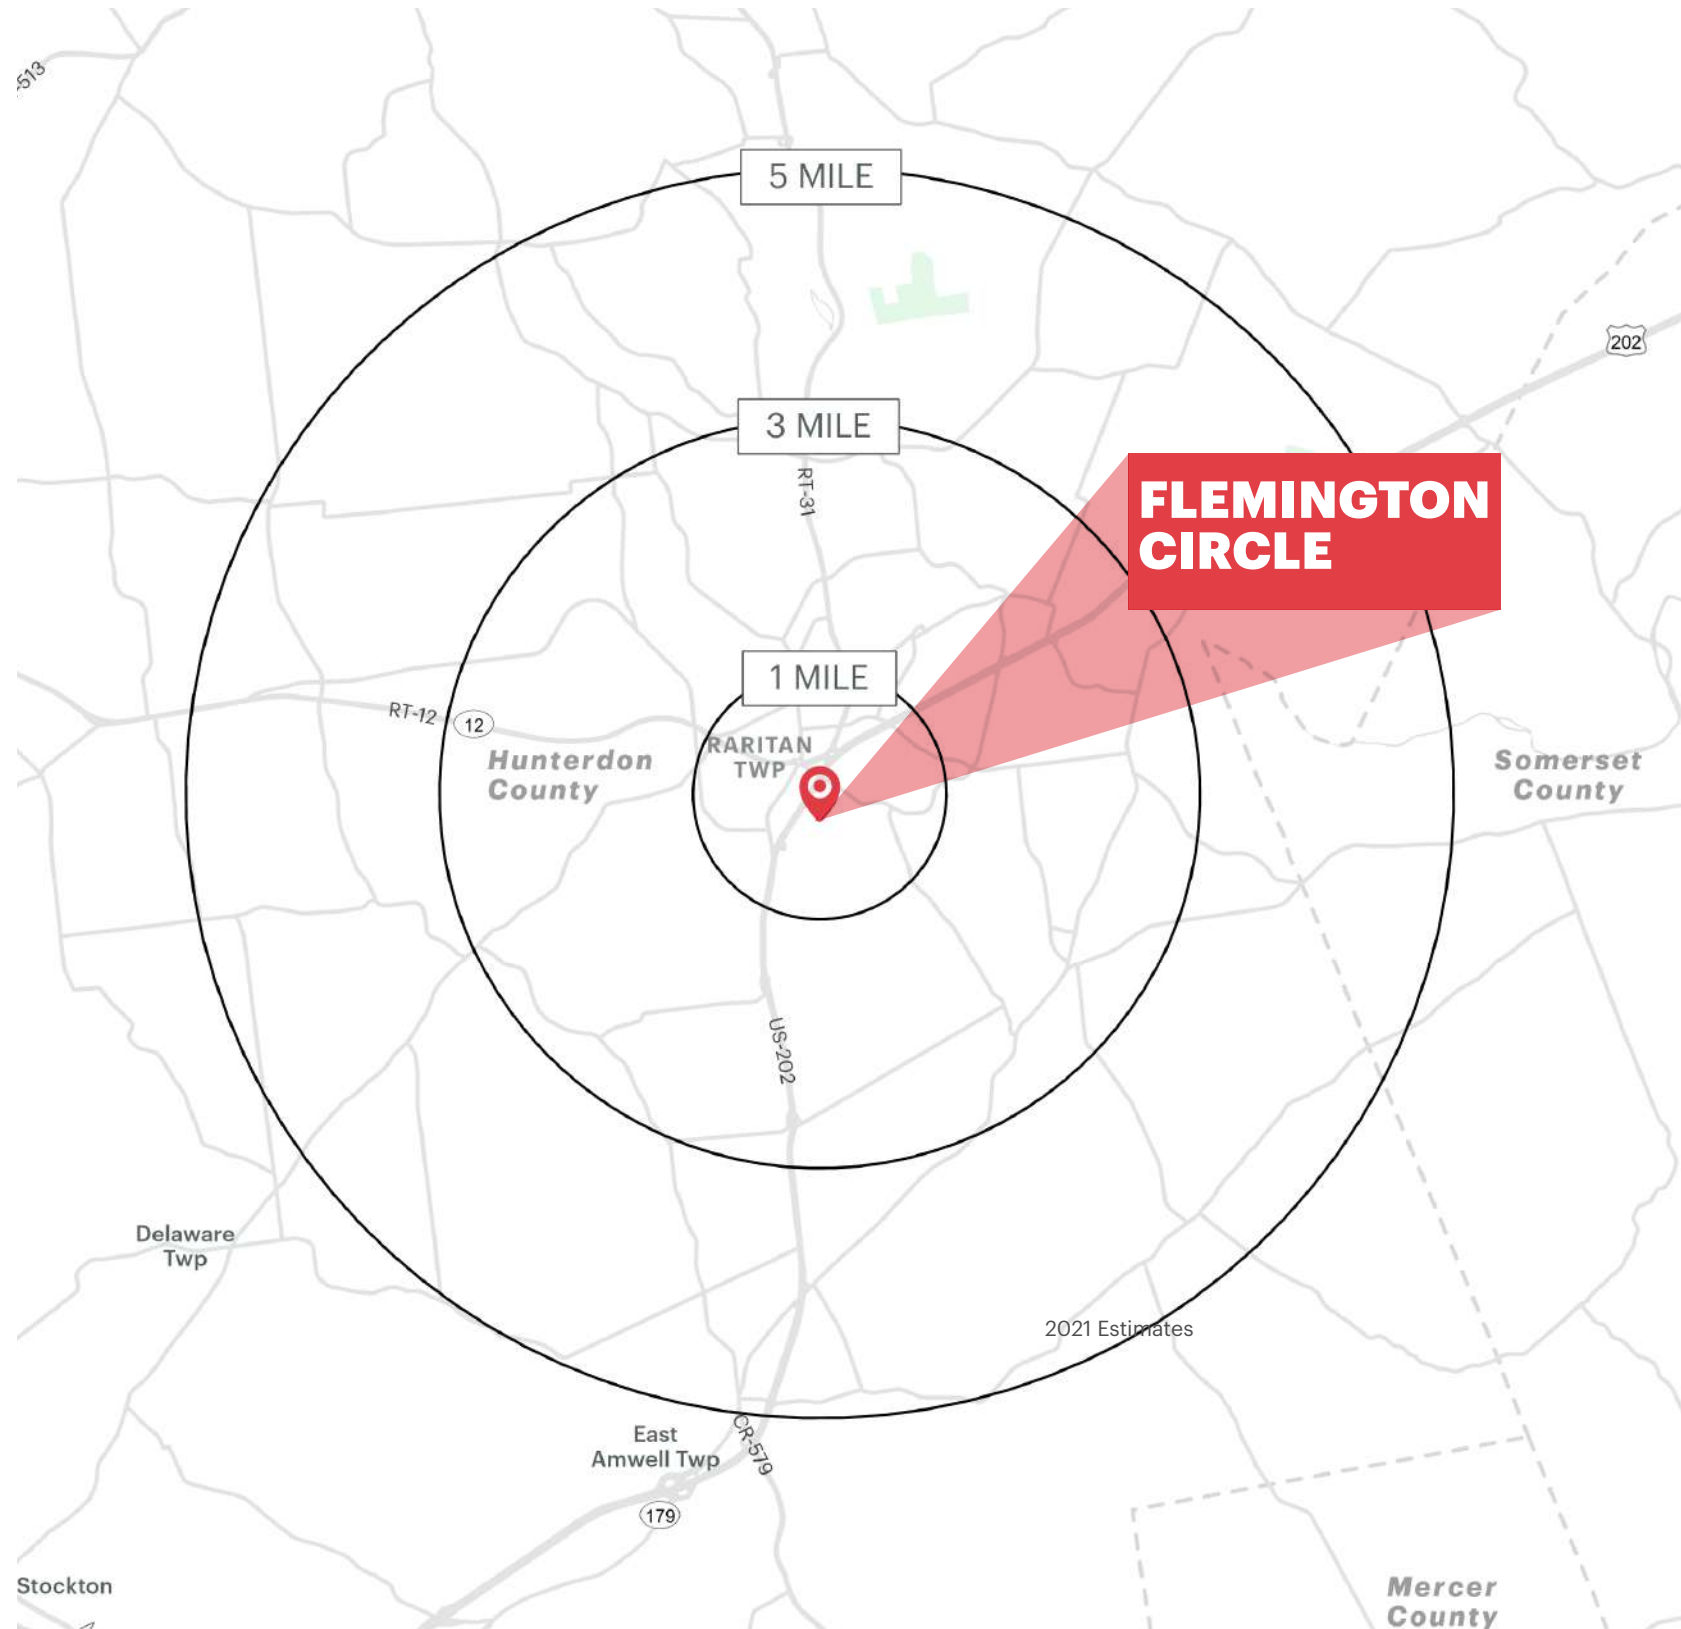 -513
5 MILE
202
3 MILE
RT-31
FLEMINGTON
CIRCLE
1 MILE
RT-12
12
RARITAN
TWP
Hunterdon
County
Somerset
County
US-202
Delaware
Twp
2021 Estimates
East
Amwell Twp
CR-579
179
Stockton
Mercer
County